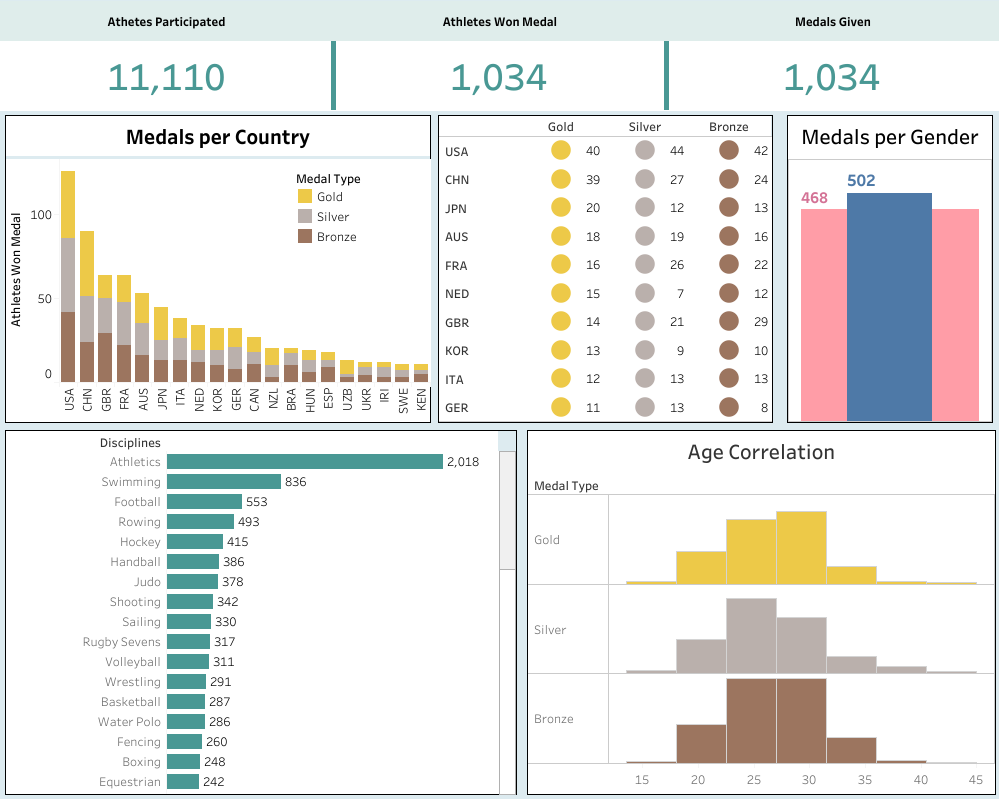 Athetes Participated
Athletes Won Medal
Medals Given
11,110
1,034
1,034
Medals per Country
Medal Type
Gold
Silver
Bronze
Athletes Won Medal
100
50
0
USA
CHN
GBR
FRA
AUS
JPN
ITA
NED
KOR
GER
CAN
NZL
BRA
HUN
ESP
UZB
UKR
IRI
SWE
KEN
Gold Silver Bronze
USA 40 44 42
CHN 39 27 24
JPN 20 12 13
AUS 18 19 16
FRA 16 26 22
NED 15 7 12
GBR 14 21 29
KOR 13 9 10
ITA 12 13 13
GER 11 13 8
Medals per Gender
468
502
Disciplines
Athletics 2,018
Swimming 836
Football 553
Rowing 493
Hockey 415
Handball 386
Judo 378
Shooting 342
Sailing 330
Rugby Sevens 317
Volleyball 311
Wrestling 291
Basketball 287
Water Polo 286
Fencing 260
Boxing 248
Equestrian 242
Age Correlation
Medal Type
Gold
Silver
Bronze
15 20 25 30 35 40 45